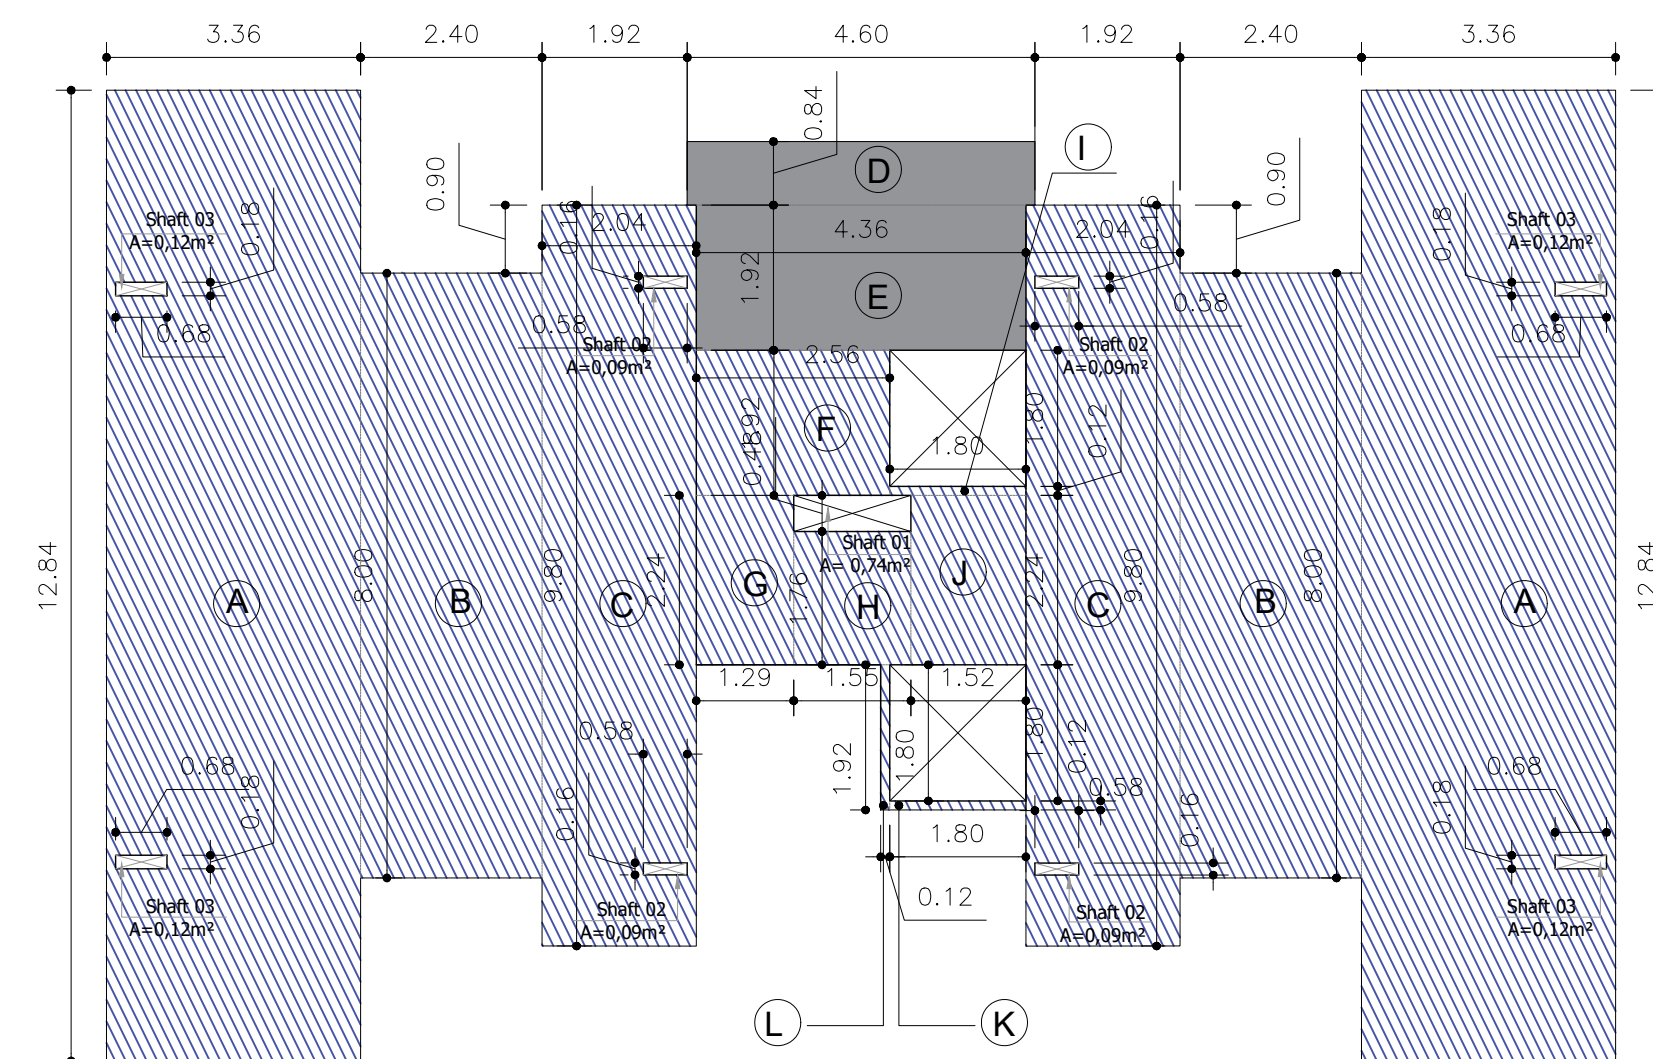 3.36
2.40
1.92
4.60
1.92
2.40
3.36
0.84
I
D
0.90
0.90
Shaft 03
A=0,12m²
0.18
0.16
2.04
4.36
2.04
0.16
0.18
Shaft 03
A=0,12m²
1.92
E
0.68
0.58
Shaft 02
A=0,09m²
2.56
0.58
Shaft 02
A=0,09m²
0.68
1.92
0.48
F
1.80
1.80
0.12
Shaft 01
A= 0,74m²
12.84
8.00
9.80
2.24
1.76
2.24
9.80
8.00
12.84
A
B
C
G
H
J
C
B
A
1.29
1.55
1.52
0.58
1.92
1.80
1.80
0.12
0.58
0.68
0.18
0.16
0.16
0.18
0.68
1.80
0.12
Shaft 03
A=0,12m²
Shaft 02
A=0,09m²
Shaft 02
A=0,09m²
Shaft 03
A=0,12m²
L
K